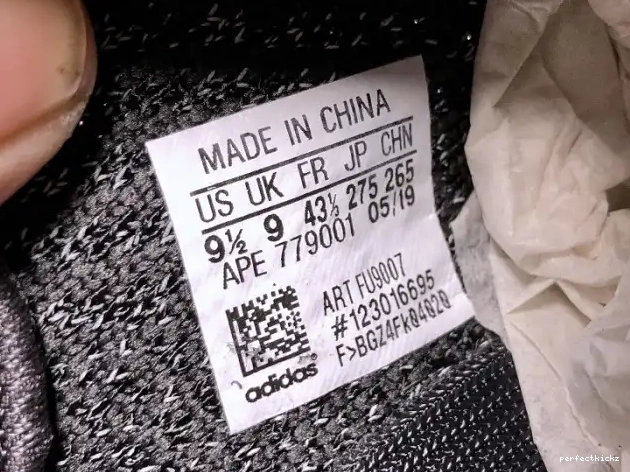 MADE IN CHINA
US UK FR JP CHN
9½ 9 43⅓ 275 265
APE 779001 05/19
ART FU9007
#123016695
F>BGZ4FK04020
adidas®
perfectkickz